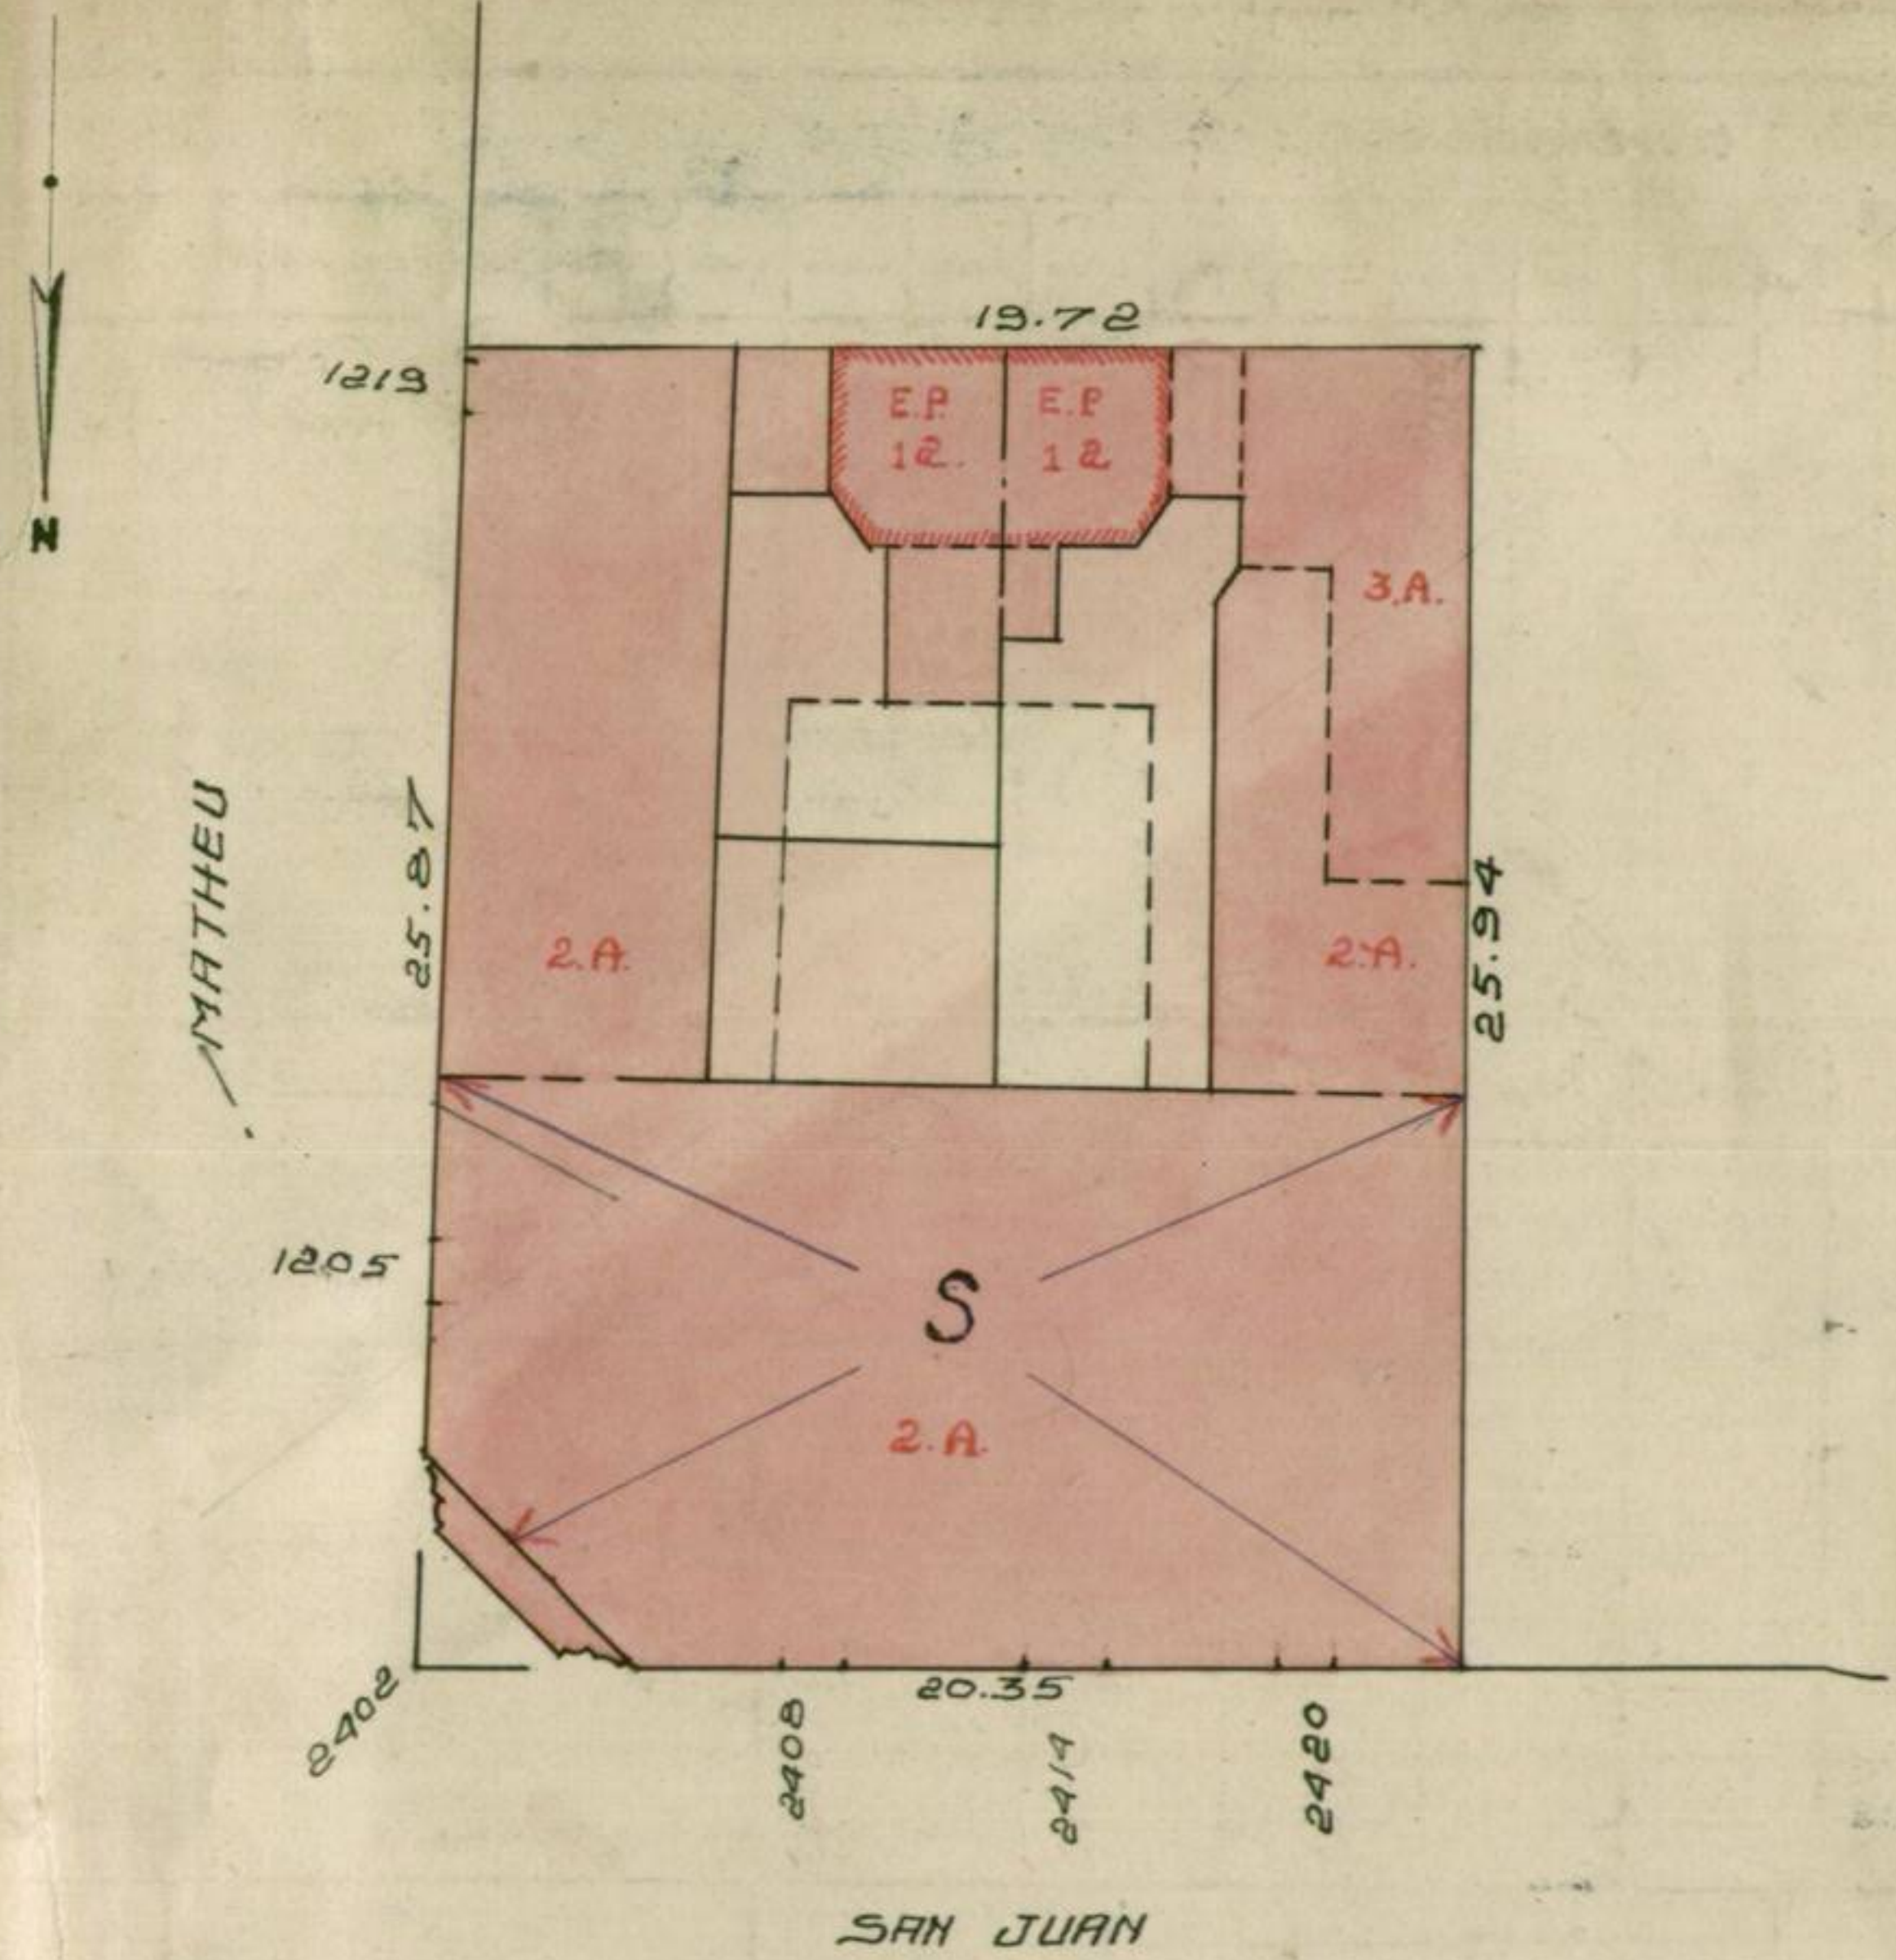 19.72
1219
E.P.
12.
E.P
12
N
3.A.
MATHEU
25.87
25.94
2.A.
2.A.
1205
S
2.A.
20.35
2402
2408
2414
2420
SAN JUAN